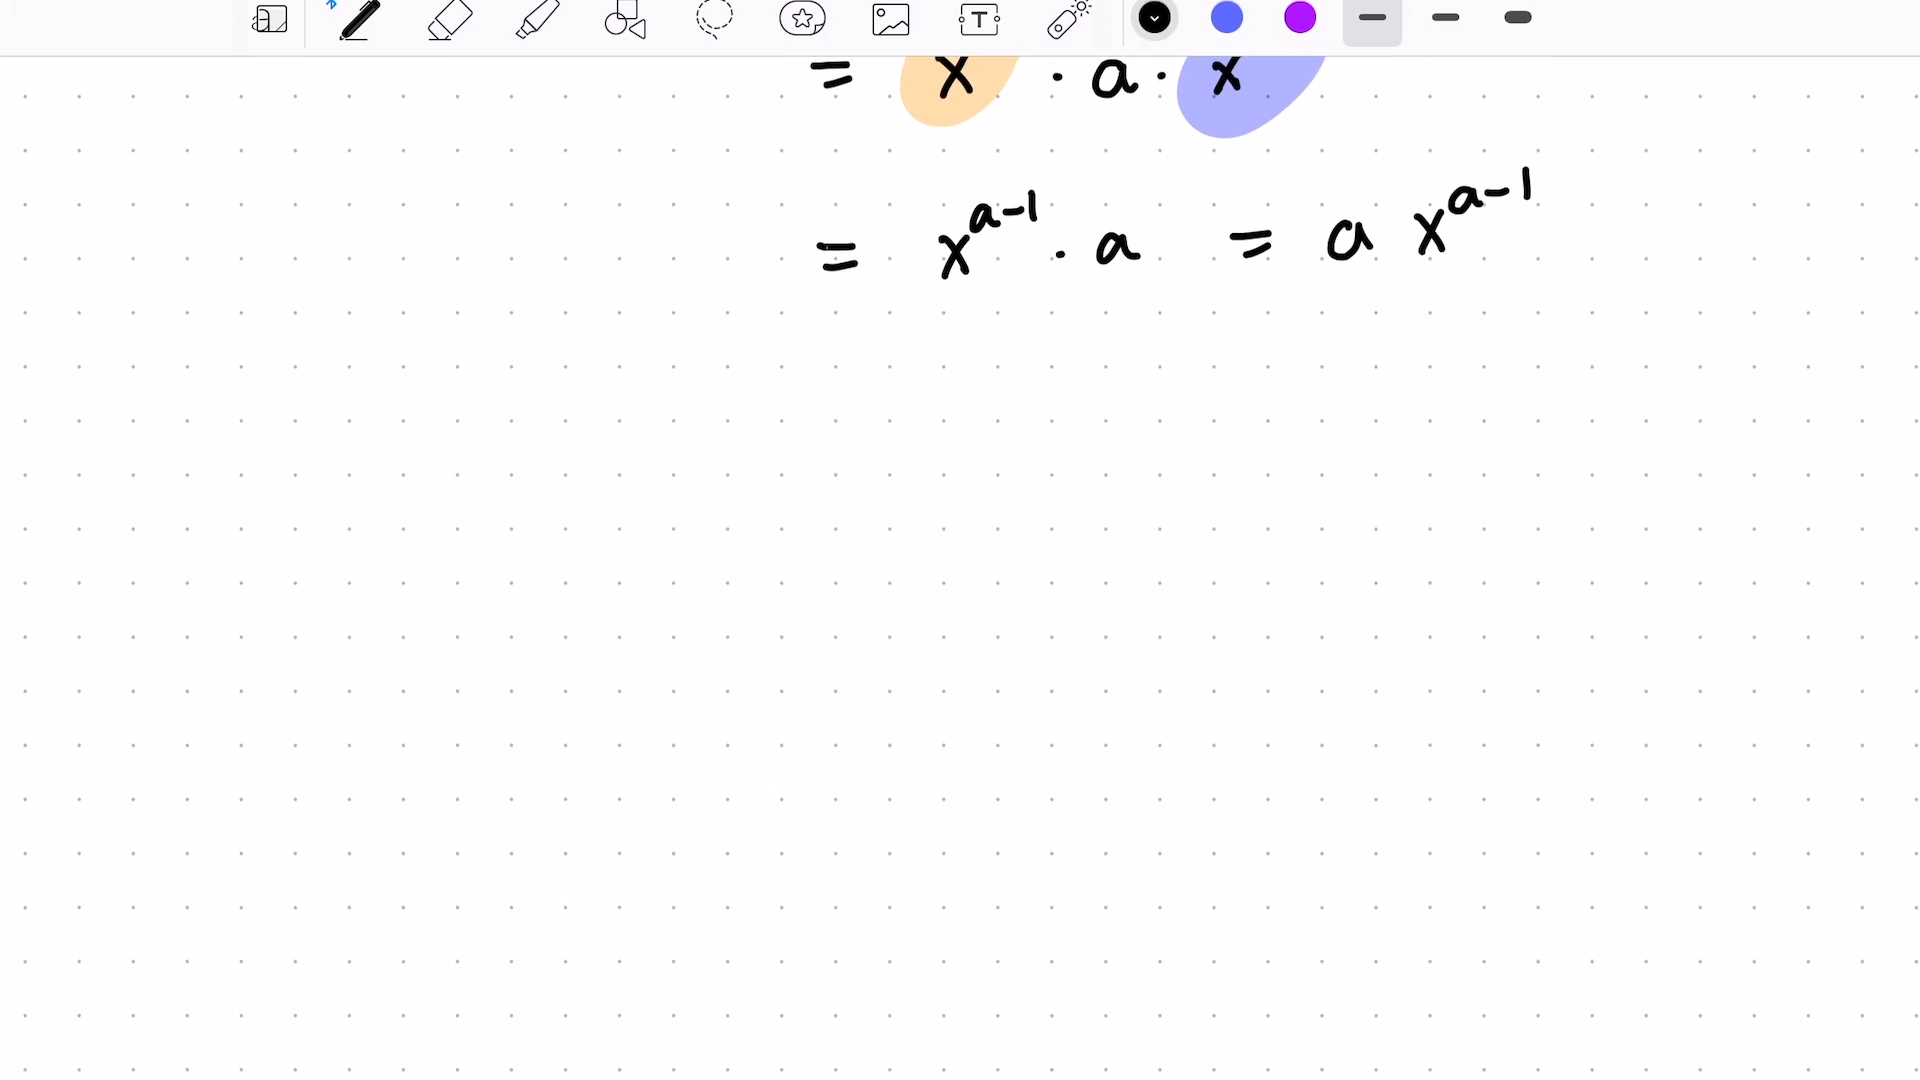 = x · a · x
= x^{a-1} · a = a x^{a-1}